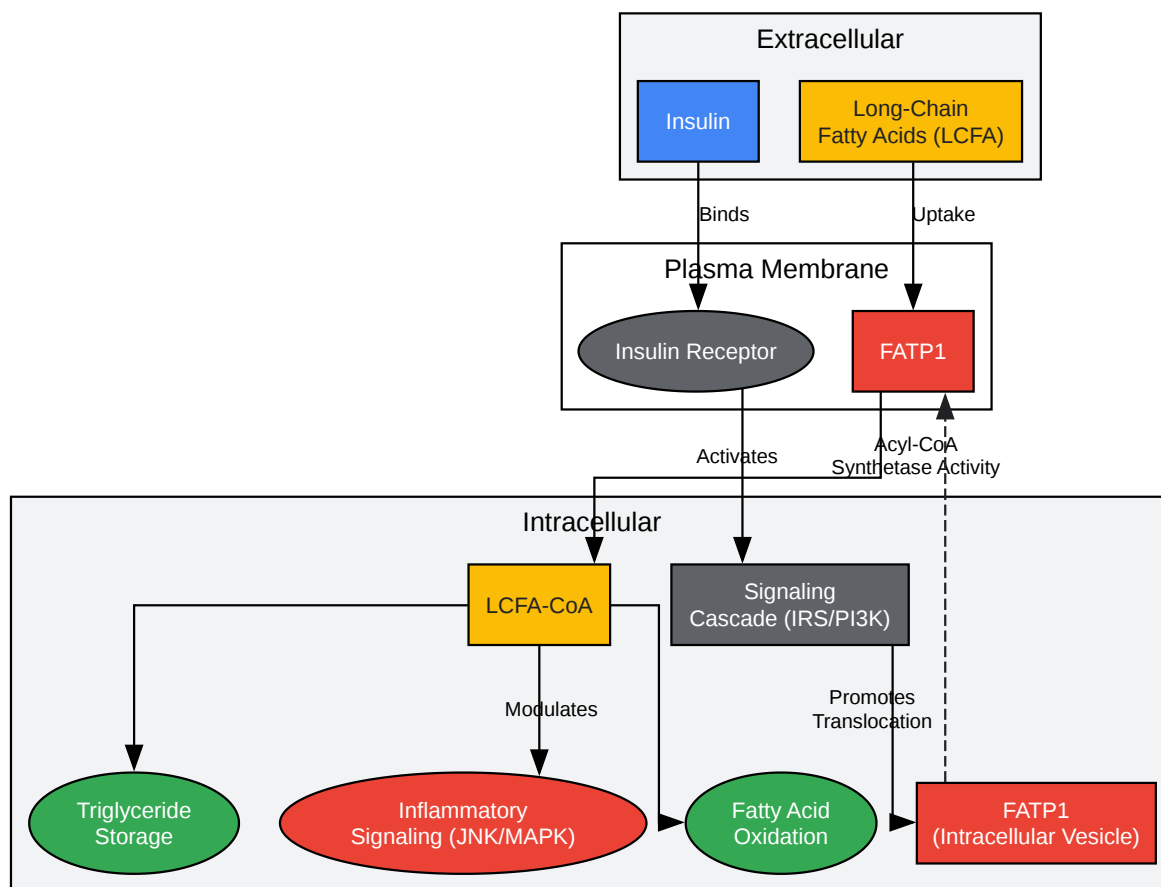 Extracellular
Insulin
Long-Chain
Fatty Acids (LCFA)
Binds
Uptake
Plasma Membrane
Insulin Receptor
FATP1
Activates
Acyl-CoA
Synthetase Activity
Intracellular
LCFA-CoA
Signaling
Cascade (IRS/PI3K)
Modulates
Promotes
Translocation
Triglyceride
Storage
Inflammatory
Signaling (JNK/MAPK)
Fatty Acid
Oxidation
FATP1
(Intracellular Vesicle)